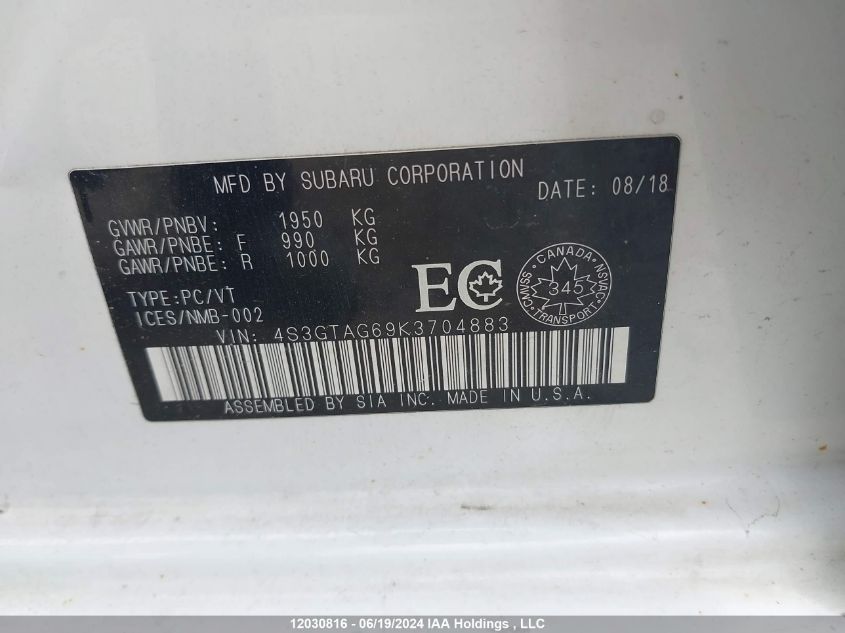 MFD BY SUBARU CORPORATION
DATE: 08/18
GVWR/PNBV: 1950 KG
GAWR/PNBE: F 990 KG
GAWR/PNBE: R 1000 KG
EC
CANADA
CMVSS 345 NSVAC
TRANSPORT
TYPE:PC/VT
ICES/NMB-002
VIN: 4S3GTAG69K3704883
ASSEMBLED BY SIA INC. MADE IN U.S.A.
12030816 - 06/19/2024 IAA Holdings , LLC